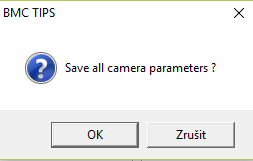 BMC TIPS
Save all camera parameters ?
OK
Zrušit